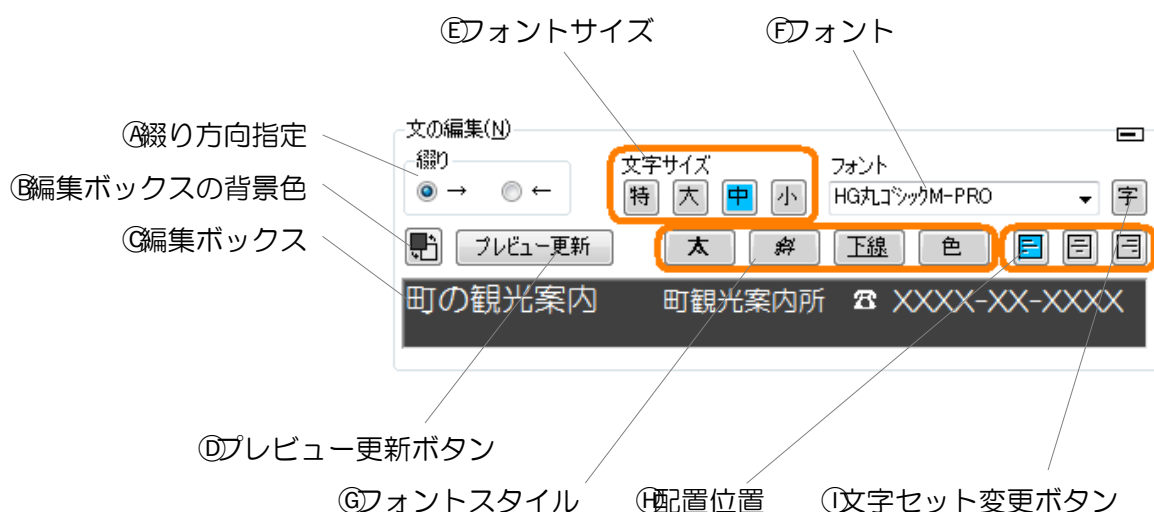 Ⓔフォントサイズ Ⓕフォント
Ⓐ綴り方向指定
Ⓑ編集ボックスの背景色
Ⓒ編集ボックス
文の編集(N)
綴り 文字サイズ フォント
→ ← 特 大 中 小 HG丸ゴシックM-PRO 字
プレビュー更新 太 斜 下線 色
町の観光案内 町観光案内所 ☎ XXXX-XX-XXXX
Ⓓプレビュー更新ボタン
Ⓖフォントスタイル Ⓗ配置位置 Ⓘ文字セット変更ボタン